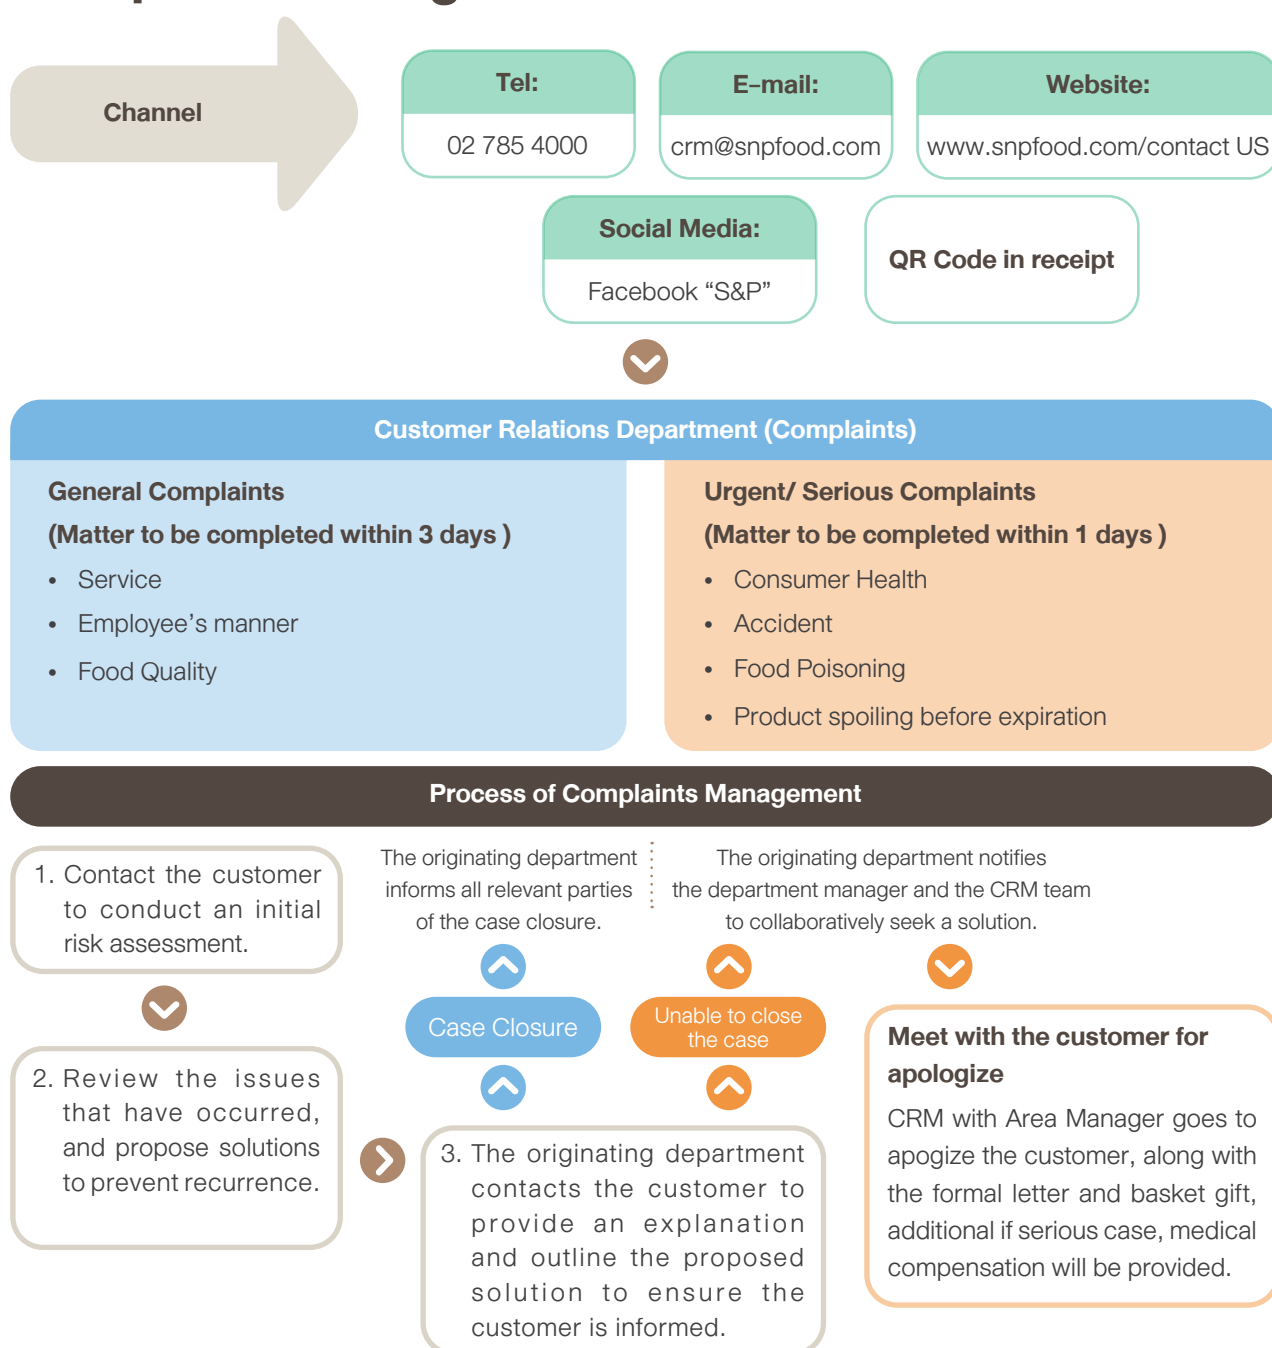 Channel
Tel:
02 785 4000
E-mail:
crm@snpfood.com
Website:
www.snpfood.com/contact US
Social Media:
Facebook “S&P”
QR Code in receipt
Customer Relations Department (Complaints)
General Complaints
(Matter to be completed within 3 days )
• Service
• Employee’s manner
• Food Quality
Urgent/ Serious Complaints
(Matter to be completed within 1 days )
• Consumer Health
• Accident
• Food Poisoning
• Product spoiling before expiration
Process of Complaints Management
1. Contact the customer
to conduct an initial
risk assessment.
2. Review the issues
that have occurred,
and propose solutions
to prevent recurrence.
3. The originating department
contacts the customer to
provide an explanation
and outline the proposed
solution to ensure the
customer is informed.
Case Closure
The originating department
informs all relevant parties
of the case closure.
Unable to close
the case
The originating department notifies
the department manager and the CRM team
to collaboratively seek a solution.
Meet with the customer for
apologize
CRM with Area Manager goes to
apogize the customer, along with
the formal letter and basket gift,
additional if serious case, medical
compensation will be provided.